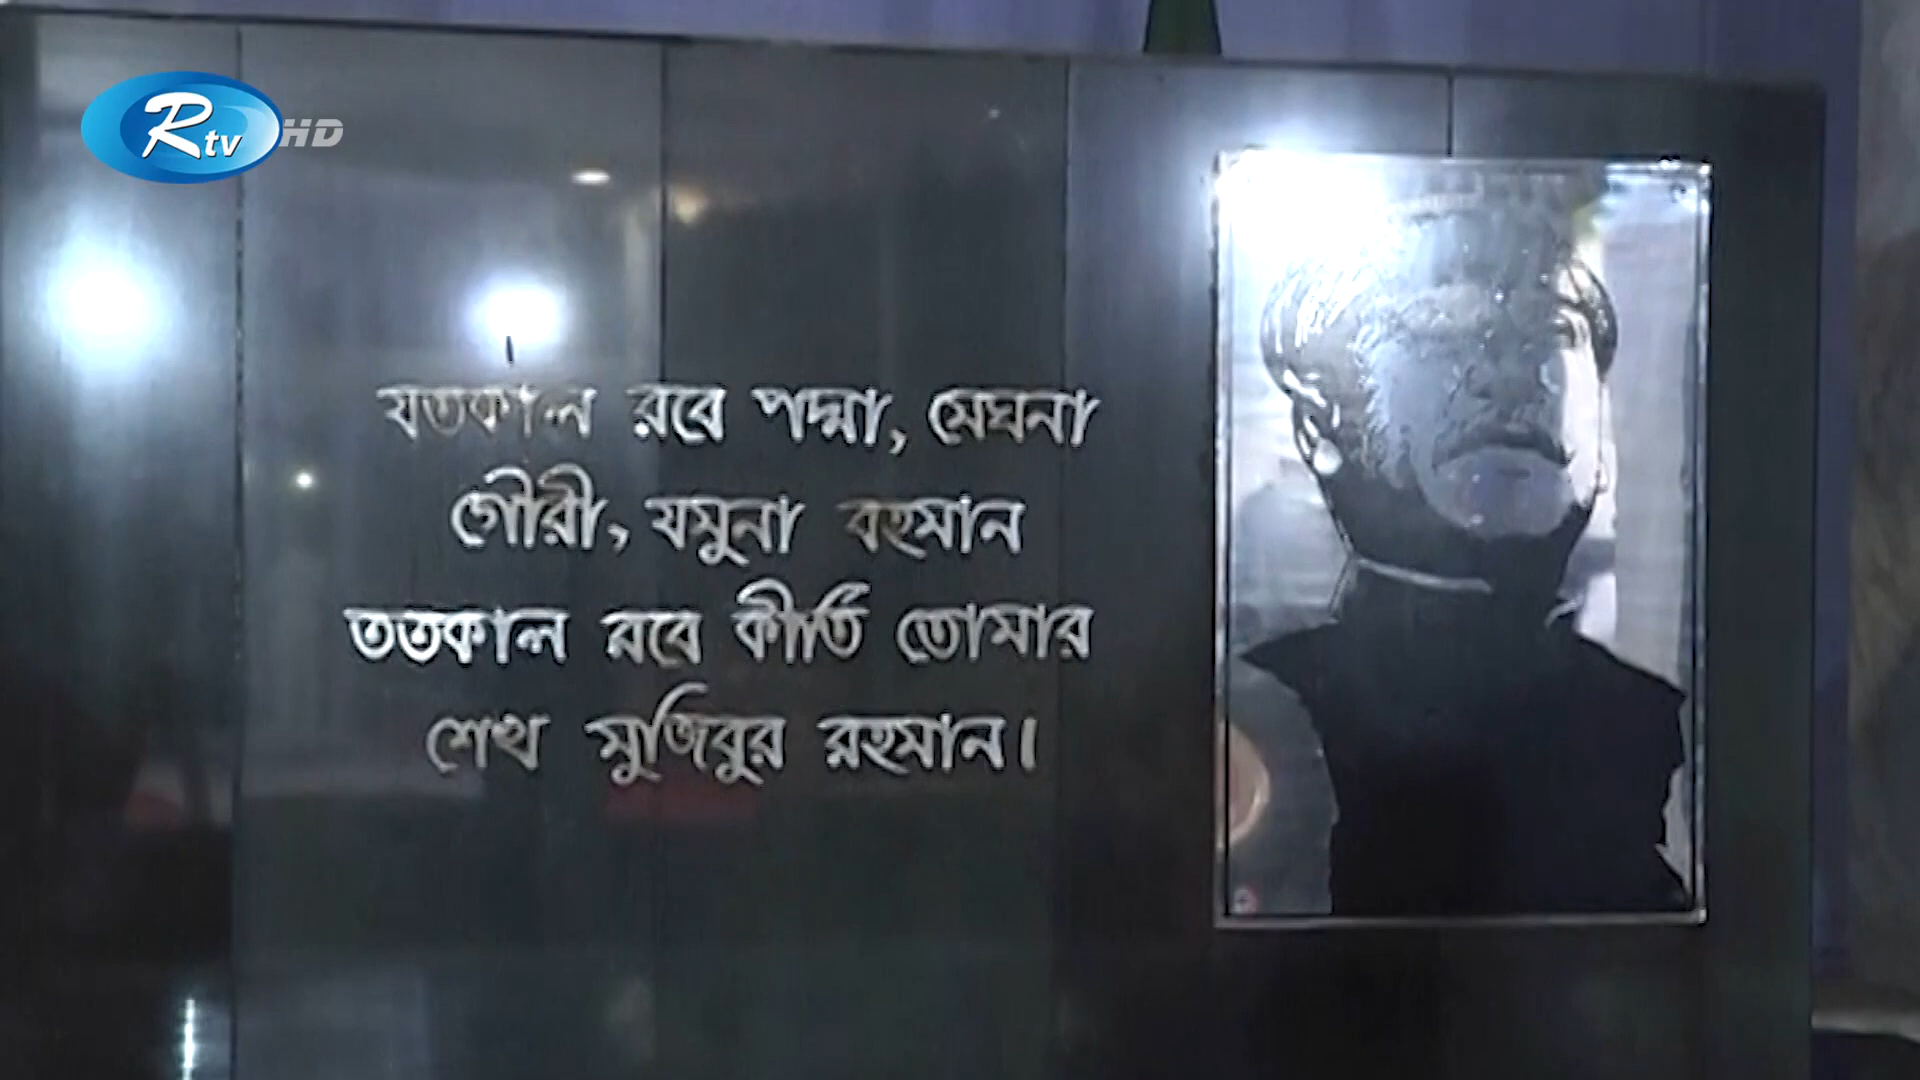 Rtv HD
যতকাল রবে পদ্মা, মেঘনা
গৌরী, যমুনা বহমান
ততকাল রবে কীর্তি তোমার
শেখ মুজিবুর রহমান।